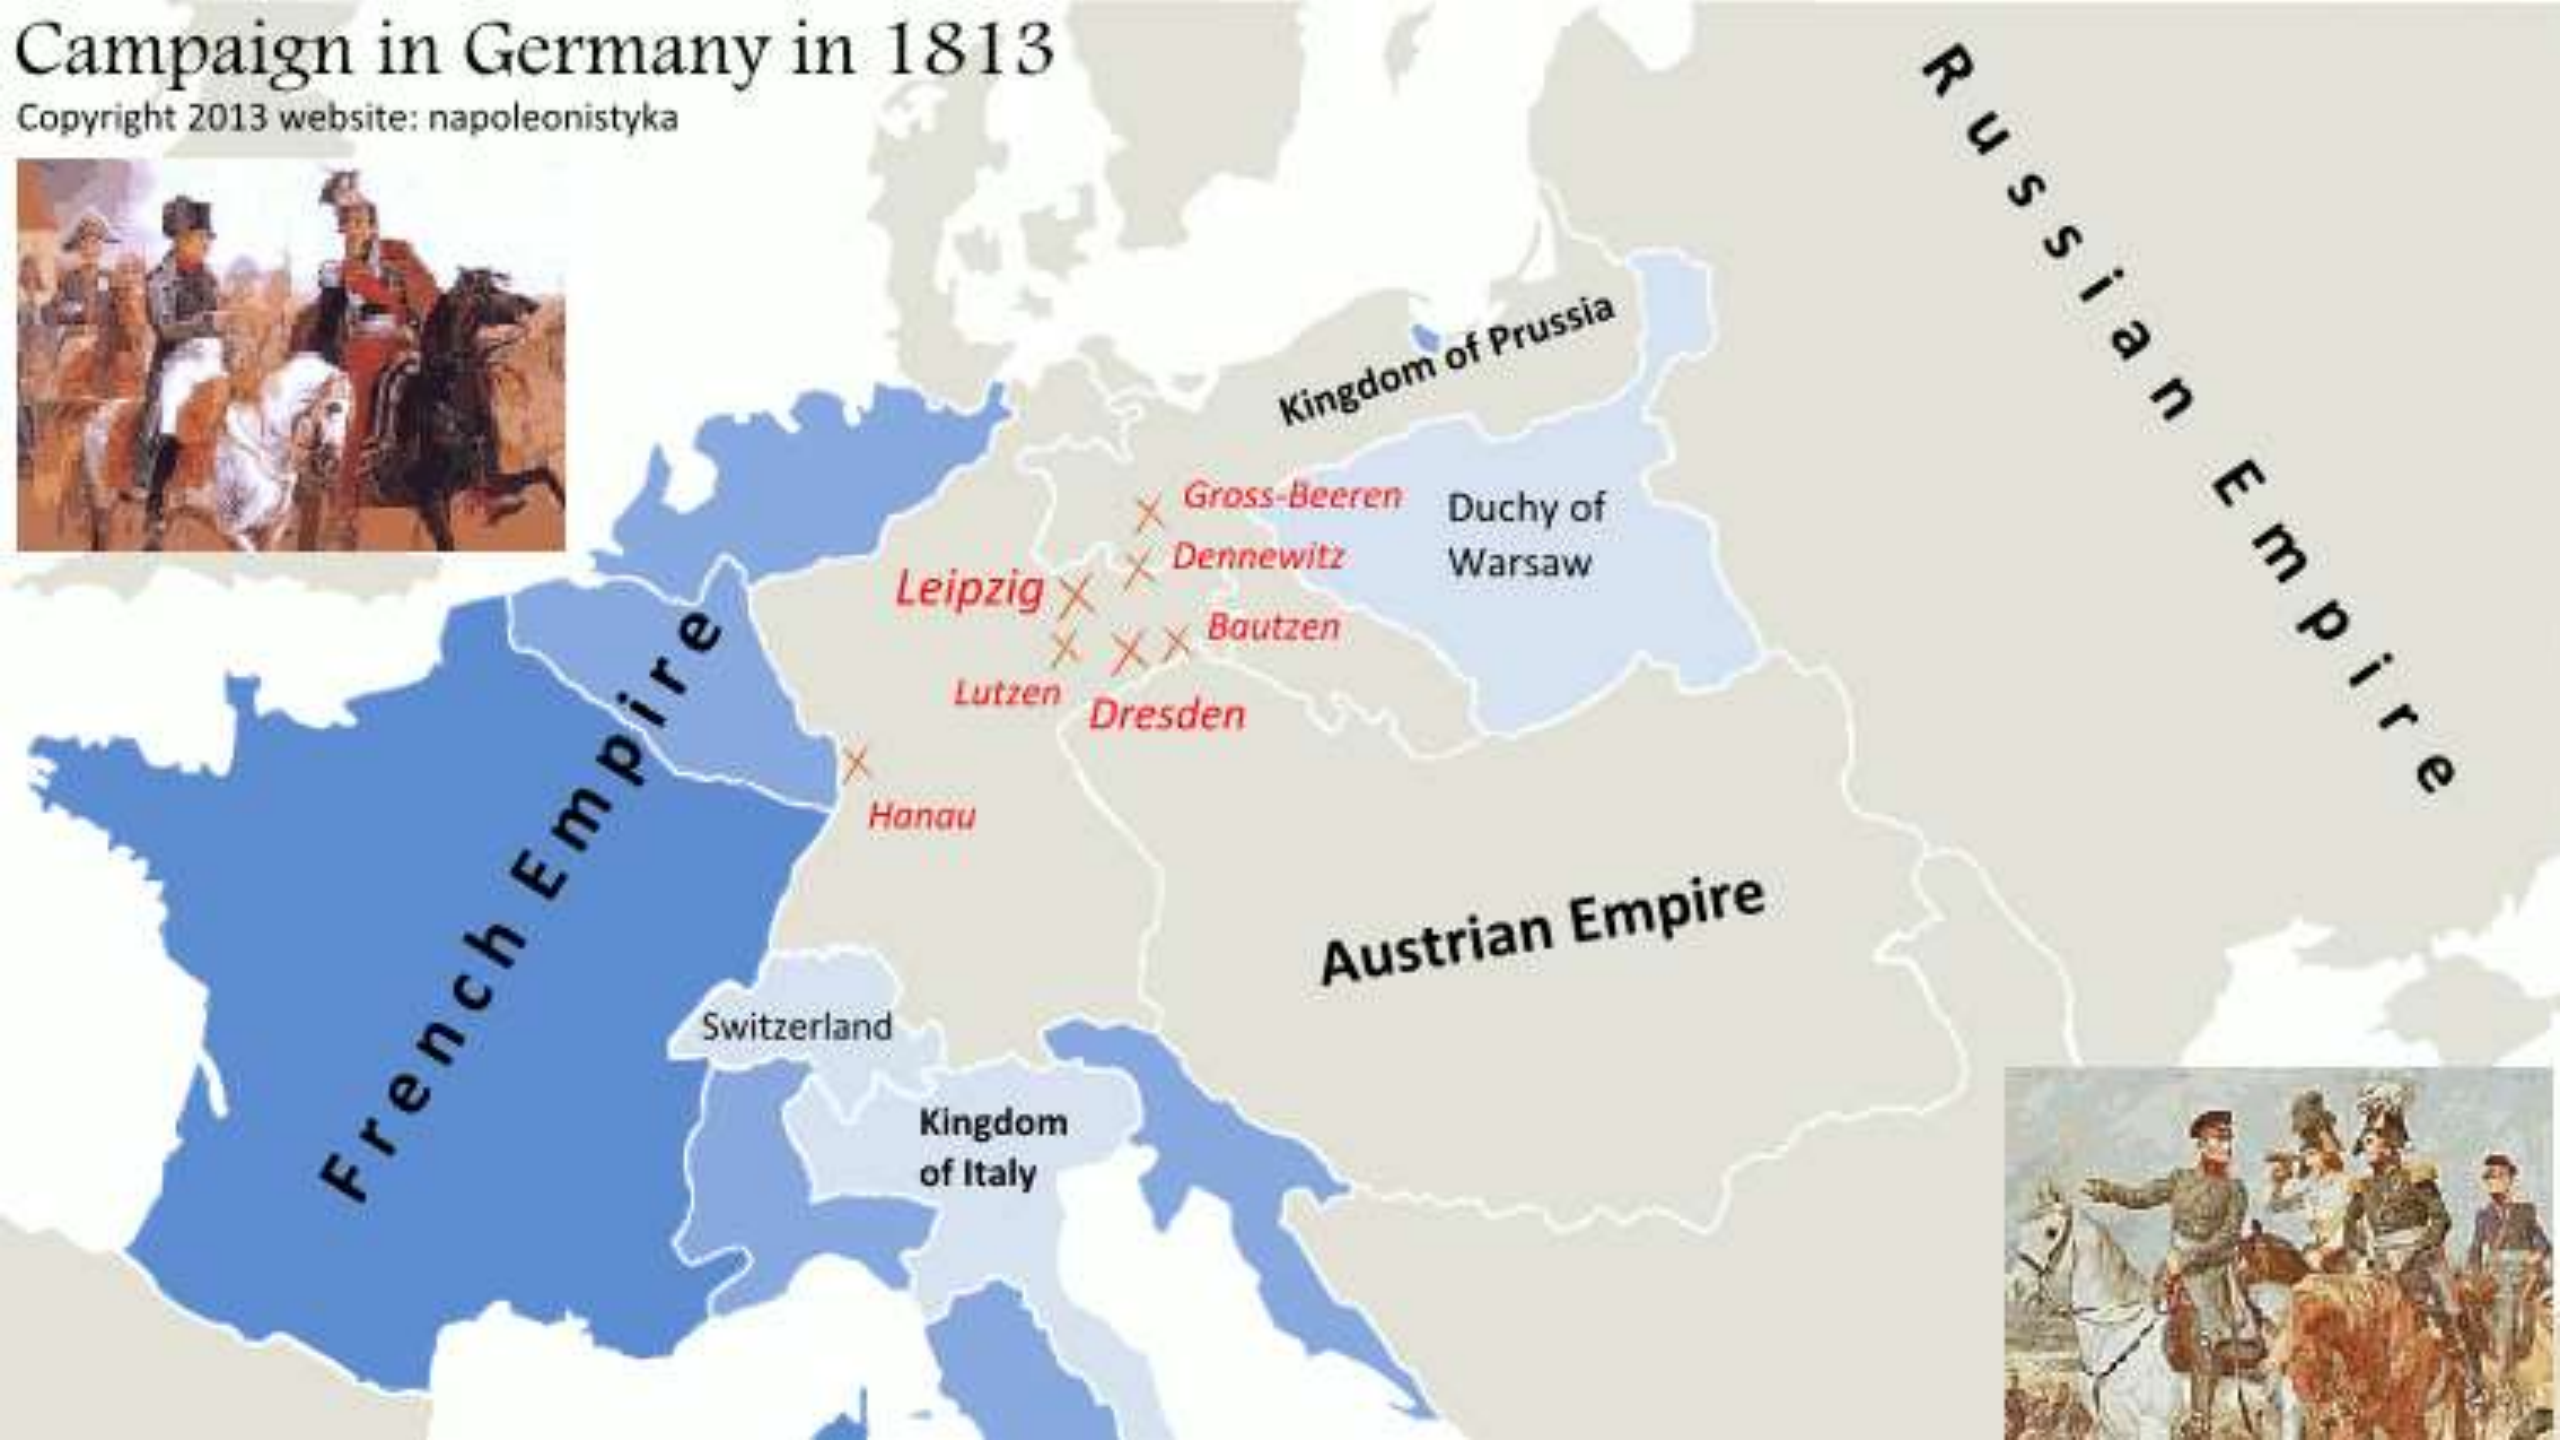 Campaign in Germany in 1813
Copyright 2013 website: napoleonistyka
Russian Empire
Kingdom of Prussia
Gross-Beeren
Duchy of
Warsaw
Dennewitz
Leipzig
Bautzen
Lutzen
Dresden
French Empire
Hanau
Austrian Empire
Switzerland
Kingdom
of Italy